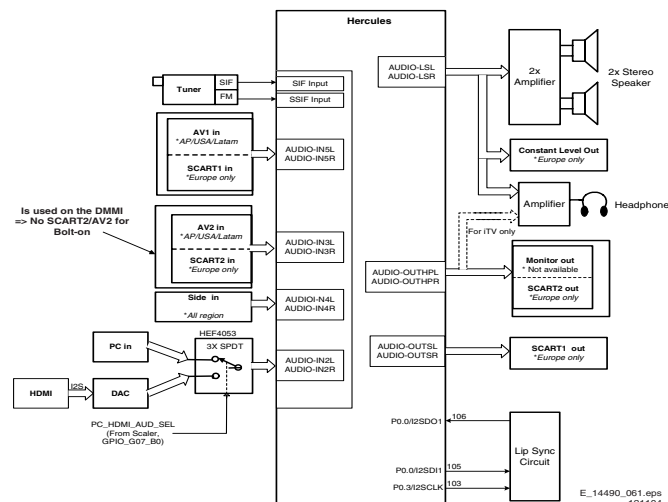 Hercules
Tuner
SIF
FM
SIF Input
SSIF Input
AV1 in
*AP/USA/Latam
SCART1 in
*Europe only
AUDIO-IN5L
AUDIO-IN5R
Is used on the DMMI
=> No SCART2/AV2 for
Bolt-on
AV2 in
*AP/USA/Latam
SCART2 in
*Europe only
AUDIO-IN3L
AUDIO-IN3R
Side in
*All region
AUDIOI-N4L
AUDIO-IN4R
PC in
HEF4053
3X SPDT
AUDIO-IN2L
AUDIO-IN2R
HDMI
I2S
DAC
PC_HDMI_AUD_SEL
(From Scaler,
GPIO_G07_B0)
AUDIO-LSL
AUDIO-LSR
2x
Amplifier
2x Stereo
Speaker
Constant Level Out
*Europe only
Amplifier
Headphone
For iTV only
AUDIO-OUTHPL
AUDIO-OUTHPR
Monitor out
* Not available
SCART2 out
*Europe only
AUDIO-OUTSL
AUDIO-OUTSR
SCART1 out
*Europe only
P0.0/I2SDO1
106
Lip Sync
Circuit
P0.0/I2SDI1
105
P0.3/I2SCLK
103
E_14490_061.eps